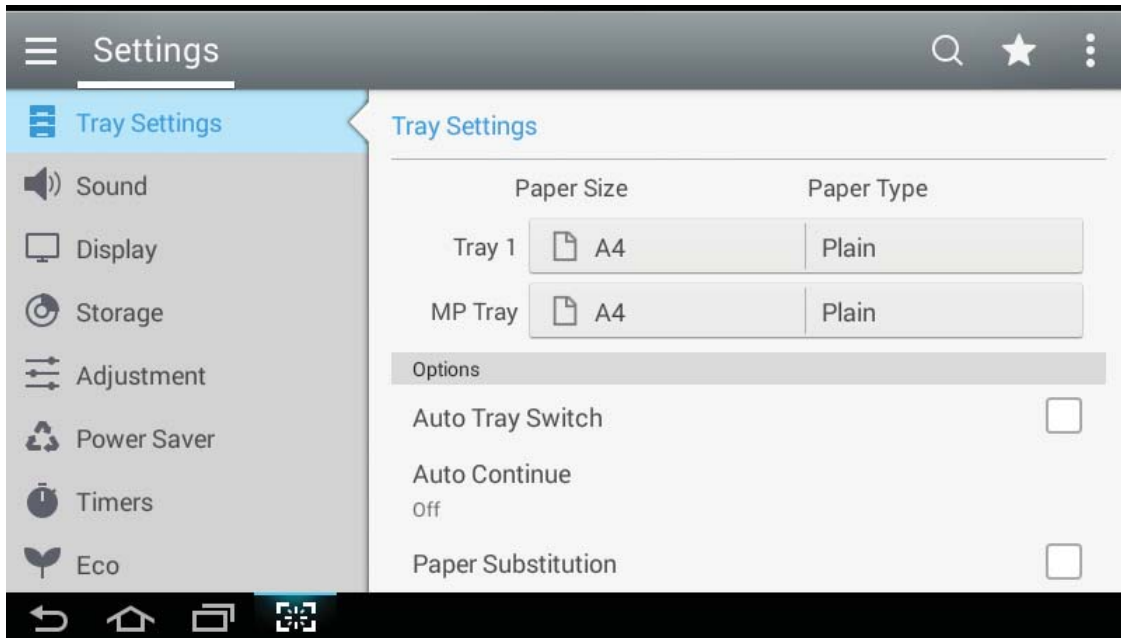 Settings
Tray Settings
Sound
Display
Storage
Adjustment
Power Saver
Timers
Eco
Tray Settings
Paper Size Paper Type
Tray 1 A4 Plain
MP Tray A4 Plain
Options
Auto Tray Switch
Auto Continue
Off
Paper Substitution